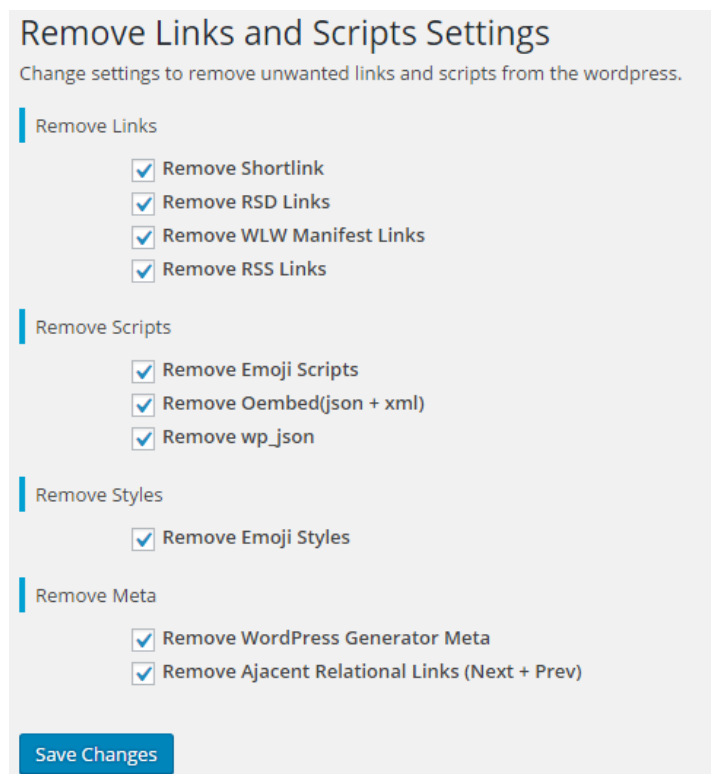 Remove Links and Scripts Settings
Change settings to remove unwanted links and scripts from the wordpress.
Remove Links
Remove Shortlink
Remove RSD Links
Remove WLW Manifest Links
Remove RSS Links
Remove Scripts
Remove Emoji Scripts
Remove Oembed(json + xml)
Remove wp_json
Remove Styles
Remove Emoji Styles
Remove Meta
Remove WordPress Generator Meta
Remove Ajacent Relational Links (Next + Prev)
Save Changes